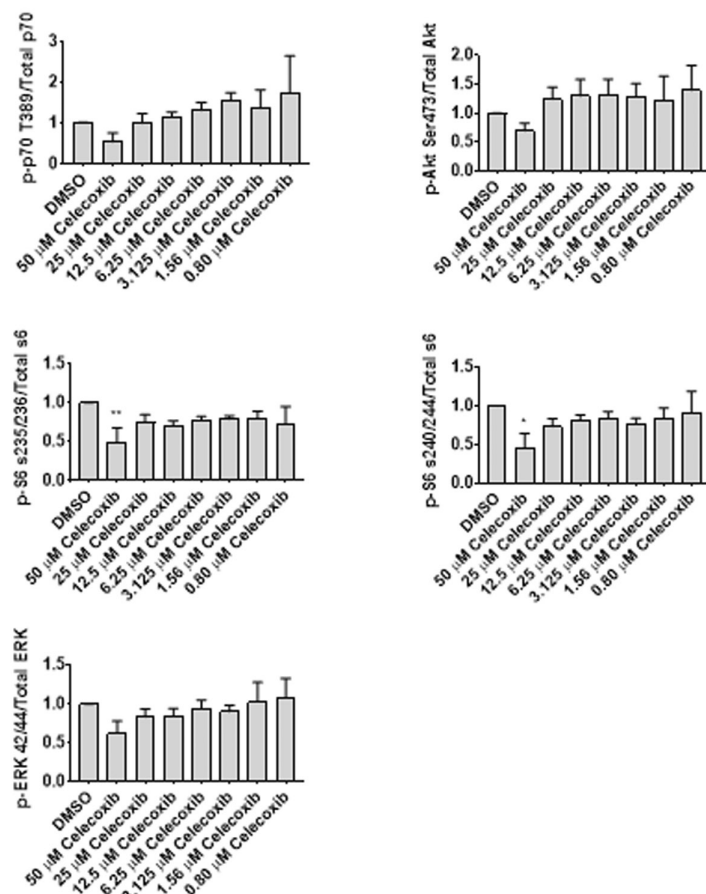 p-p70 T389/Total p70
3
2
1
0
DMSO
50 µM Celecoxib
25 µM Celecoxib
12.5 µM Celecoxib
6.25 µM Celecoxib
3.125 µM Celecoxib
1.56 µM Celecoxib
0.80 µM Celecoxib
p-Akt Ser473/Total Akt
2.0
1.5
1.0
0.5
0.0
DMSO
50 µM Celecoxib
25 µM Celecoxib
12.5 µM Celecoxib
6.25 µM Celecoxib
3.125 µM Celecoxib
1.56 µM Celecoxib
0.80 µM Celecoxib
p-S6 s235/236/Total s6
1.5
1.0
0.5
0.0
**
DMSO
50 µM Celecoxib
25 µM Celecoxib
12.5 µM Celecoxib
6.25 µM Celecoxib
3.125 µM Celecoxib
1.56 µM Celecoxib
0.80 µM Celecoxib
p-S6 s240/244/Total s6
1.5
1.0
0.5
0.0
*
DMSO
50 µM Celecoxib
25 µM Celecoxib
12.5 µM Celecoxib
6.25 µM Celecoxib
3.125 µM Celecoxib
1.56 µM Celecoxib
0.80 µM Celecoxib
p-ERK 42/44/Total ERK
1.5
1.0
0.5
0.0
DMSO
50 µM Celecoxib
25 µM Celecoxib
12.5 µM Celecoxib
6.25 µM Celecoxib
3.125 µM Celecoxib
1.56 µM Celecoxib
0.80 µM Celecoxib